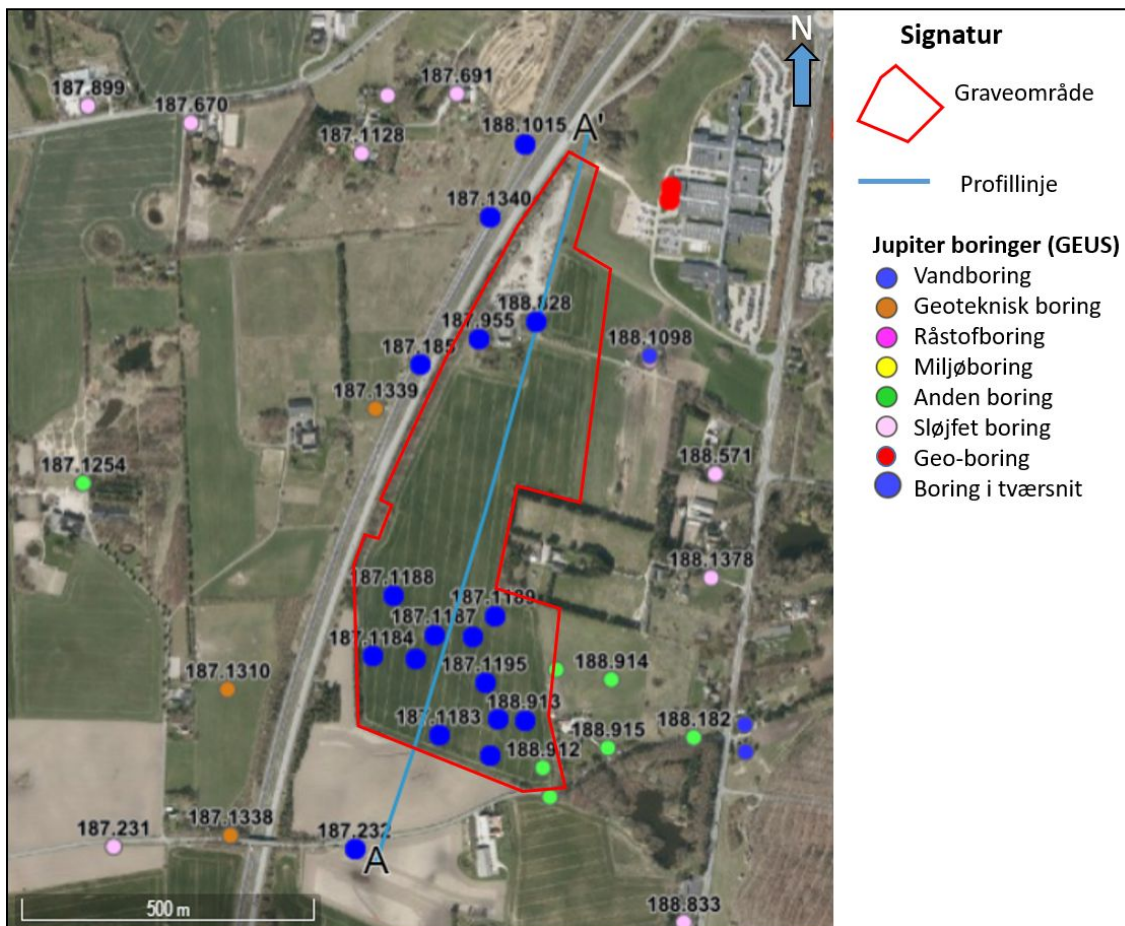 N
187.691
187.899
187.670
188.1015
A'
187.1128
187.1340
188.828
187.955
187.185
188.1098
187.1339
187.1254
188.571
188.1378
187.1188
187.1189
187.1187
187.1184
187.1195
188.914
187.1310
188.913
187.1183
188.915
188.182
188.912
187.1338
187.232
187.231
A
500 m
188.833
Signatur
Graveområde
Profillinje
Jupiter boringer (GEUS)
Vandboring
Geoteknisk boring
Råstofboring
Miljøboring
Anden boring
Sløjfet boring
Geo-boring
Boring i tværsnit